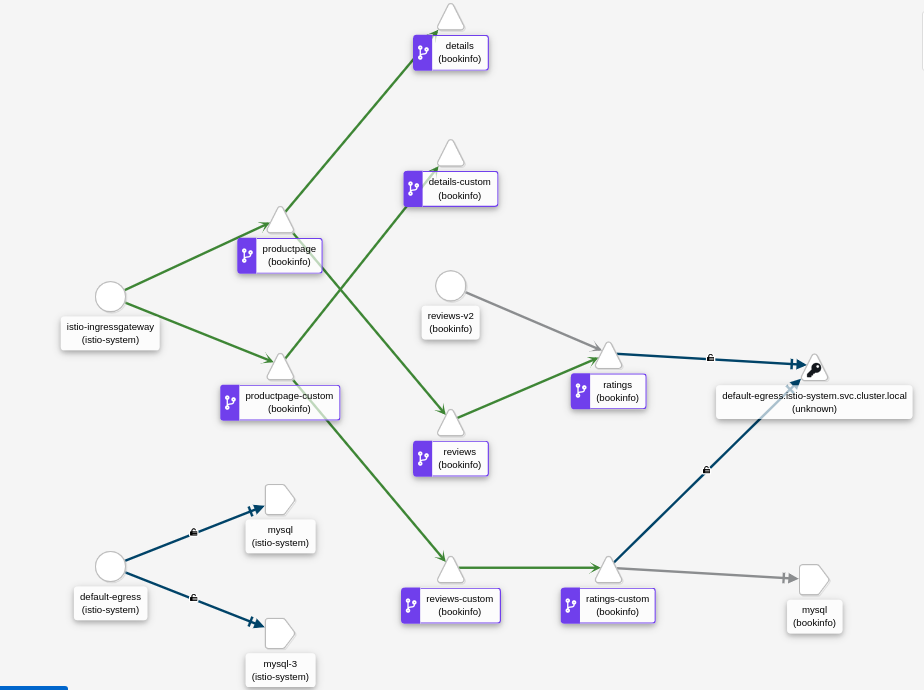 details
(bookinfo)
details-custom
(bookinfo)
productpage
(bookinfo)
istio-ingressgateway
(istio-system)
reviews-v2
(bookinfo)
productpage-custom
(bookinfo)
ratings
(bookinfo)
default-egress.istio-system.svc.cluster.local
(unknown)
reviews
(bookinfo)
mysql
(istio-system)
default-egress
(istio-system)
reviews-custom
(bookinfo)
ratings-custom
(bookinfo)
mysql
(bookinfo)
mysql-3
(istio-system)